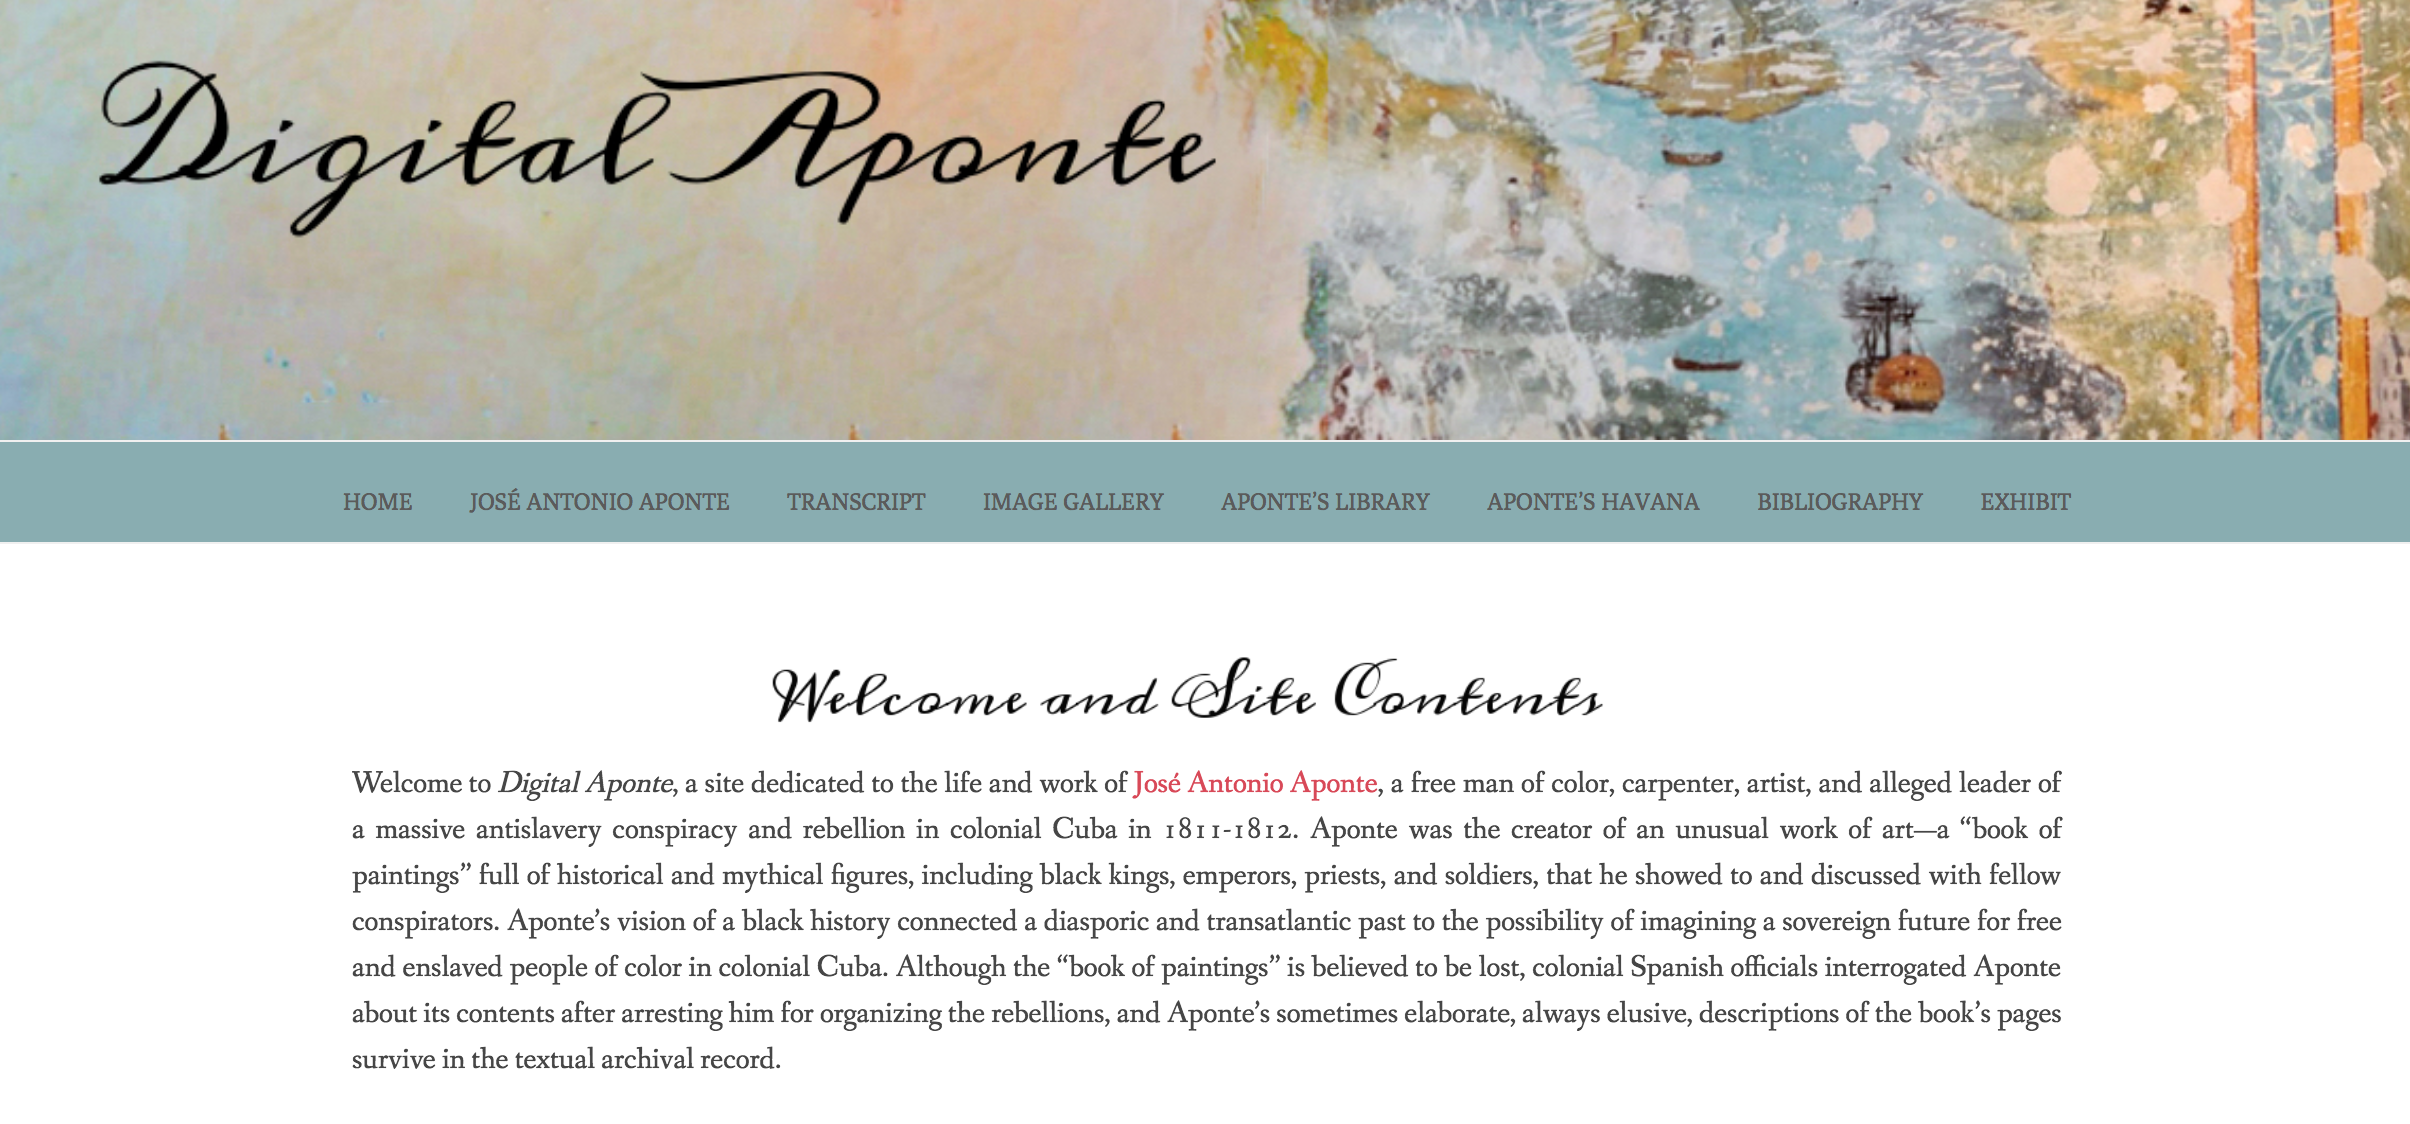 Digital Aponte
HOME JOSÉ ANTONIO APONTE TRANSCRIPT IMAGE GALLERY APONTE’S LIBRARY APONTE’S HAVANA BIBLIOGRAPHY EXHIBIT
Welcome and Site Contents
Welcome to Digital Aponte, a site dedicated to the life and work of José Antonio Aponte, a free man of color, carpenter, artist, and alleged leader of
a massive antislavery conspiracy and rebellion in colonial Cuba in 1811-1812. Aponte was the creator of an unusual work of art—a “book of
paintings” full of historical and mythical figures, including black kings, emperors, priests, and soldiers, that he showed to and discussed with fellow
conspirators. Aponte’s vision of a black history connected a diasporic and transatlantic past to the possibility of imagining a sovereign future for free
and enslaved people of color in colonial Cuba. Although the “book of paintings” is believed to be lost, colonial Spanish officials interrogated Aponte
about its contents after arresting him for organizing the rebellions, and Aponte’s sometimes elaborate, always elusive, descriptions of the book’s pages
survive in the textual archival record.